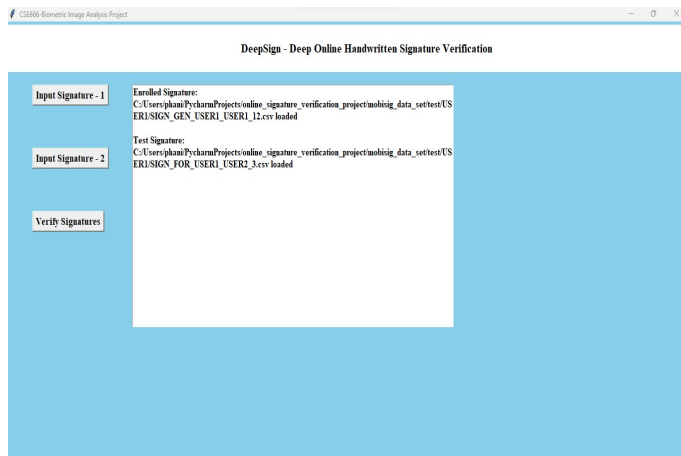 CSE666-Biometric Image Analysis Project
DeepSign - Deep Online Handwritten Signature Verification
Input Signature - 1
Input Signature - 2
Verify Signatures
Enrolled Signature:
C:/Users/phani/PycharmProjects/online_signature_verification_project/mobisig_data_set/test/US
ER1/SIGN_GEN_USER1_USER1_12.csv loaded
Test Signature:
C:/Users/phani/PycharmProjects/online_signature_verification_project/mobisig_data_set/test/US
ER1/SIGN_FOR_USER1_USER2_3.csv loaded